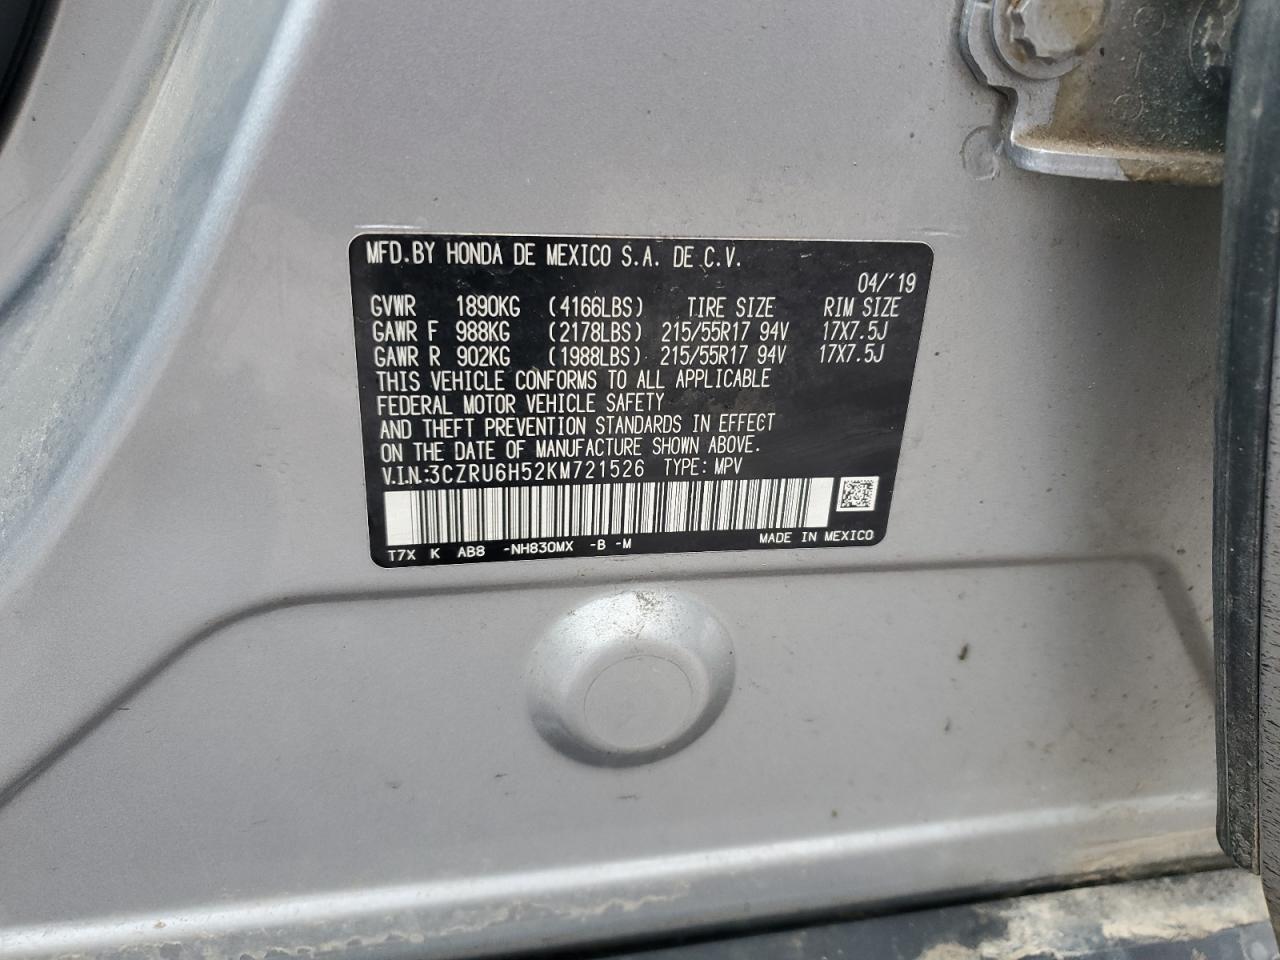 MFD.BY HONDA DE MEXICO S.A. DE C.V.
04/'19
GVWR 1890KG (4166LBS) TIRE SIZE RIM SIZE
GAWR F 988KG (2178LBS) 215/55R17 94V 17X7.5J
GAWR R 902KG (1988LBS) 215/55R17 94V 17X7.5J
THIS VEHICLE CONFORMS TO ALL APPLICABLE
FEDERAL MOTOR VEHICLE SAFETY
AND THEFT PREVENTION STANDARDS IN EFFECT
ON THE DATE OF MANUFACTURE SHOWN ABOVE.
V.I.N:3CZRU6H52KM721526 TYPE: MPV
T7X K AB8 -NH830MX -B -M MADE IN MEXICO